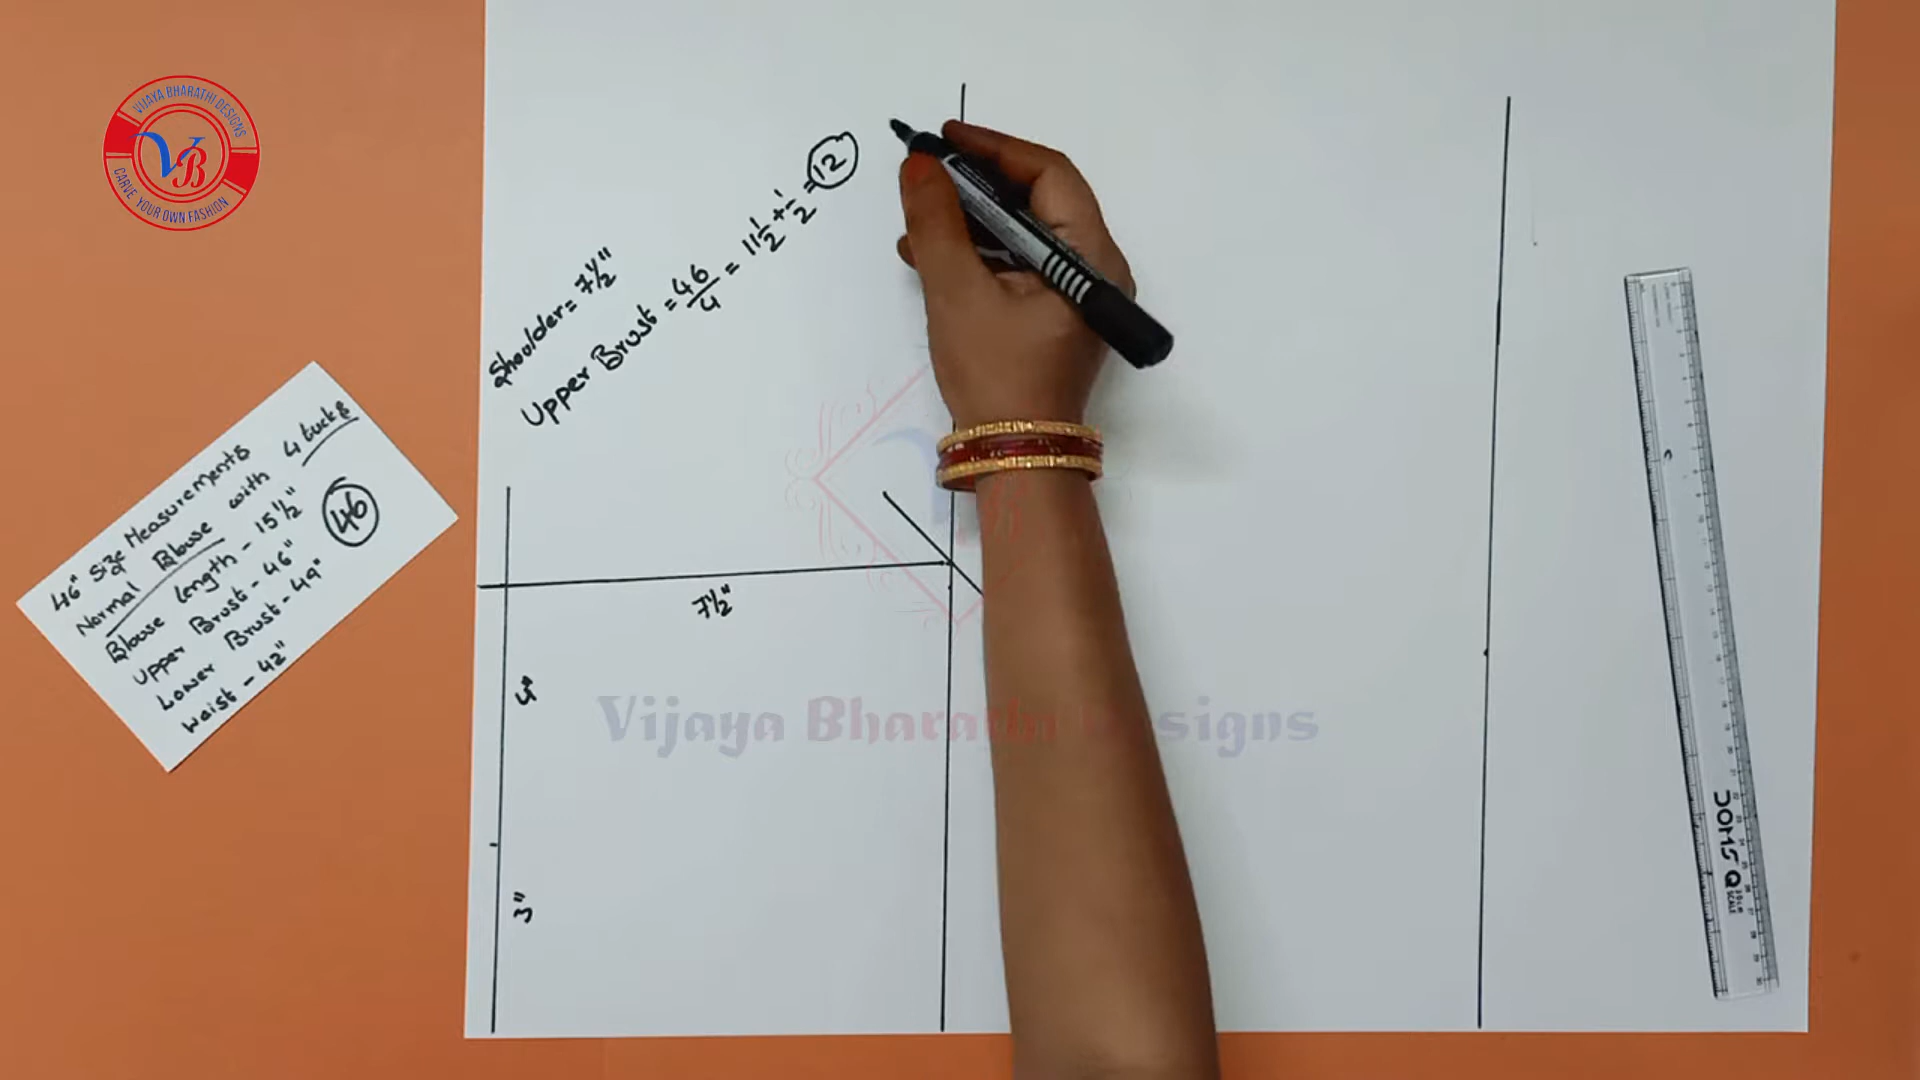 VIJAYA BHARATHI DESIGNS
VB
CARVE YOUR OWN FASHION
Shoulder = 7½"
Upper Brust = 46/4 = 11½ + ½ = 12
46" Size Measurements
Normal Blouse with 4 tucks
Blouse length - 15½"
Upper Brust - 46" 46
Lower Brust - 49"
Waist - 42"
7½"
4"
3"
Vijaya Bharathi Designs
DOMS Q
30cm
SCALE